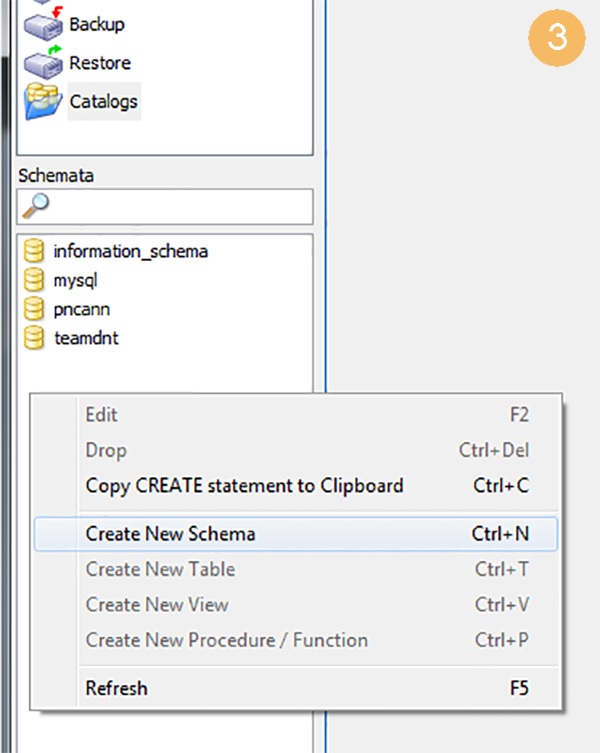 3
Backup
Restore
Catalogs
Schemata
information_schema
mysql
pncann
teamdnt
Edit F2
Drop Ctrl+Del
Copy CREATE statement to Clipboard Ctrl+C
Create New Schema Ctrl+N
Create New Table Ctrl+T
Create New View Ctrl+V
Create New Procedure / Function Ctrl+P
Refresh F5